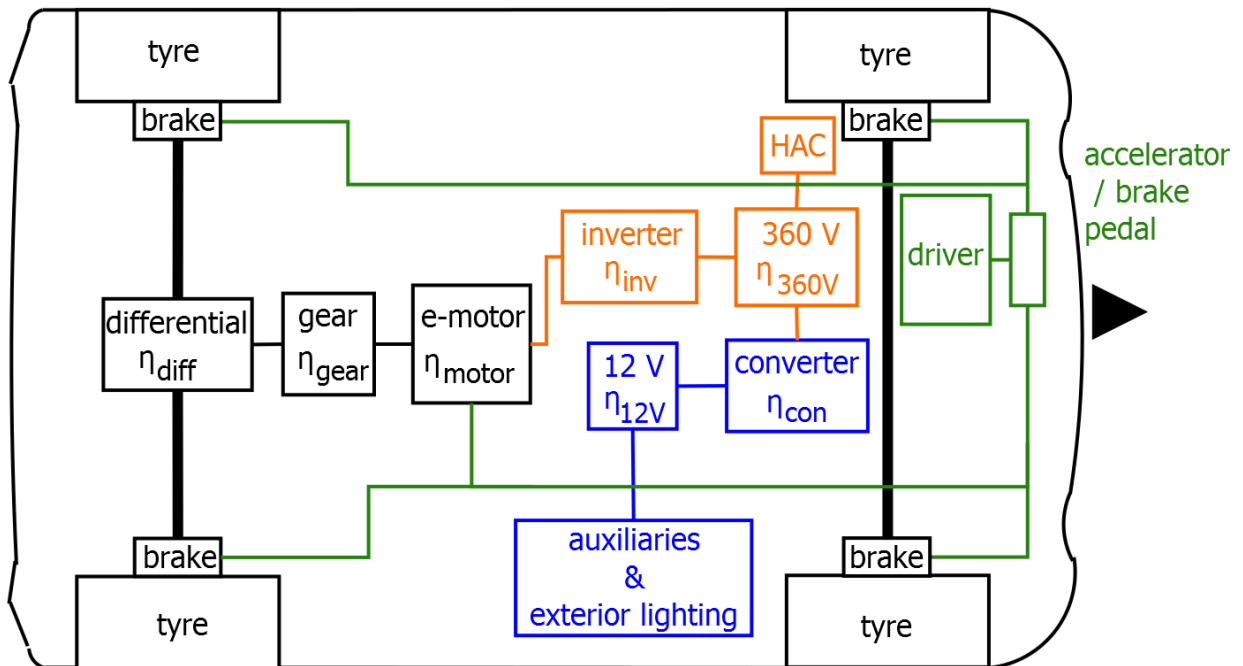 tyre
tyre
brake
brake
HAC
accelerator
/ brake
pedal
inverter
η_inv
360 V
η_360V
driver
differential
η_diff
gear
η_gear
e-motor
η_motor
12 V
η_12V
converter
η_con
auxiliaries
&
exterior lighting
brake
brake
tyre
tyre